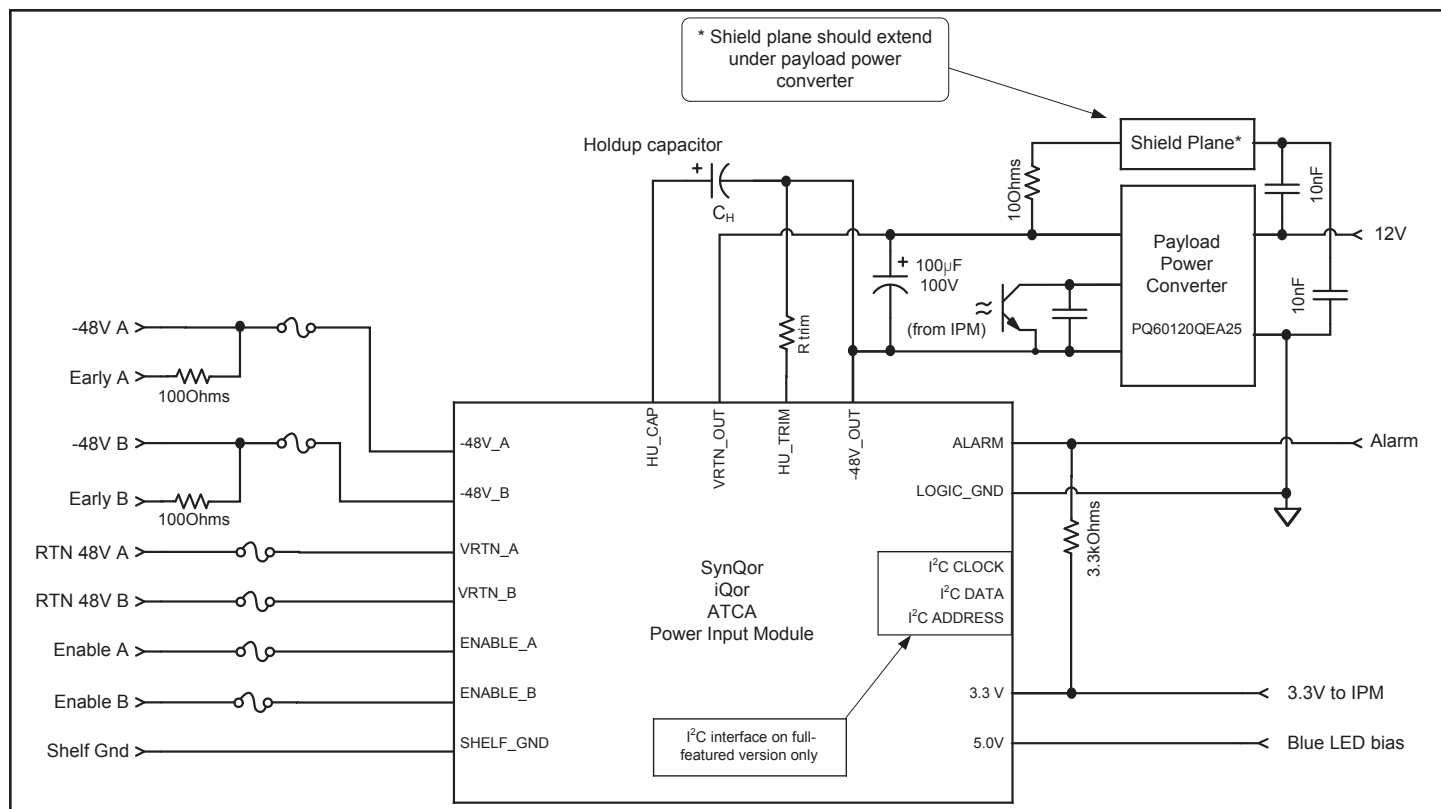 * Shield plane should extend
under payload power
converter
Holdup capacitor
+
C_H
10Ohms
Shield Plane*
10nF
10nF
+
100µF
100V
≈
(from IPM)
Payload
Power
Converter
PQ60120QEA25
12V
R trim
-48V A
Early A
100Ohms
-48V B
Early B
100Ohms
RTN 48V A
RTN 48V B
Enable A
Enable B
Shelf Gnd
HU_CAP
VRTN_OUT
HU_TRIM
-48V_OUT
-48V_A
-48V_B
VRTN_A
VRTN_B
ENABLE_A
ENABLE_B
SHELF_GND
SynQor
iQor
ATCA
Power Input Module
ALARM
LOGIC_GND
I²C CLOCK
I²C DATA
I²C ADDRESS
3.3 V
5.0V
I²C interface on full-
featured version only
3.3kOhms
Alarm
3.3V to IPM
Blue LED bias